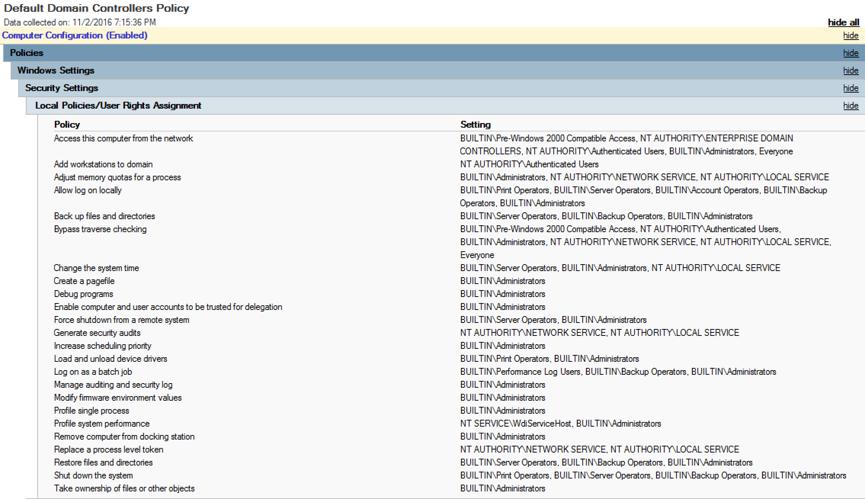 Default Domain Controllers Policy
Data collected on: 11/2/2016 7:15:36 PM hide all
Computer Configuration (Enabled) hide
Policies hide
Windows Settings hide
Security Settings hide
Local Policies/User Rights Assignment hide
Policy Setting
Access this computer from the network BUILTIN\Pre-Windows 2000 Compatible Access, NT AUTHORITY\ENTERPRISE DOMAIN
CONTROLLERS, NT AUTHORITY\Authenticated Users, BUILTIN\Administrators, Everyone
Add workstations to domain NT AUTHORITY\Authenticated Users
Adjust memory quotas for a process BUILTIN\Administrators, NT AUTHORITY\NETWORK SERVICE, NT AUTHORITY\LOCAL SERVICE
Allow log on locally BUILTIN\Print Operators, BUILTIN\Server Operators, BUILTIN\Account Operators, BUILTIN\Backup
Operators, BUILTIN\Administrators
Back up files and directories BUILTIN\Server Operators, BUILTIN\Backup Operators, BUILTIN\Administrators
Bypass traverse checking BUILTIN\Pre-Windows 2000 Compatible Access, NT AUTHORITY\Authenticated Users,
BUILTIN\Administrators, NT AUTHORITY\NETWORK SERVICE, NT AUTHORITY\LOCAL SERVICE,
Everyone
Change the system time BUILTIN\Server Operators, BUILTIN\Administrators, NT AUTHORITY\LOCAL SERVICE
Create a pagefile BUILTIN\Administrators
Debug programs BUILTIN\Administrators
Enable computer and user accounts to be trusted for delegation BUILTIN\Administrators
Force shutdown from a remote system BUILTIN\Server Operators, BUILTIN\Administrators
Generate security audits NT AUTHORITY\NETWORK SERVICE, NT AUTHORITY\LOCAL SERVICE
Increase scheduling priority BUILTIN\Administrators
Load and unload device drivers BUILTIN\Print Operators, BUILTIN\Administrators
Log on as a batch job BUILTIN\Performance Log Users, BUILTIN\Backup Operators, BUILTIN\Administrators
Manage auditing and security log BUILTIN\Administrators
Modify firmware environment values BUILTIN\Administrators
Profile single process BUILTIN\Administrators
Profile system performance NT SERVICE\WdiServiceHost, BUILTIN\Administrators
Remove computer from docking station BUILTIN\Administrators
Replace a process level token NT AUTHORITY\NETWORK SERVICE, NT AUTHORITY\LOCAL SERVICE
Restore files and directories BUILTIN\Server Operators, BUILTIN\Backup Operators, BUILTIN\Administrators
Shut down the system BUILTIN\Print Operators, BUILTIN\Server Operators, BUILTIN\Backup Operators, BUILTIN\Administrators
Take ownership of files or other objects BUILTIN\Administrators